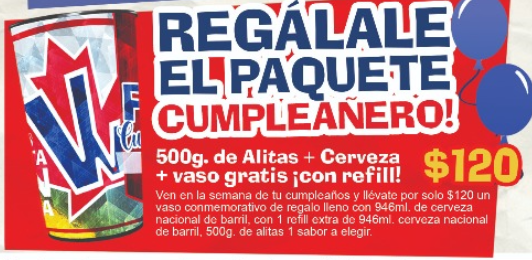 REGÁLALE
EL PAQUETE
CUMPLEAÑERO!
500g. de Alitas + Cerveza
+ vaso gratis ¡con refill! $120
Ven en la semana de tu cumpleaños y llévate por solo $120 un
vaso conmemorativo de regalo lleno con 946ml. de cerveza
nacional de barril, con 1 refill extra de 946ml. cerveza nacional
de barril, 500g. de alitas 1 sabor a elegir.